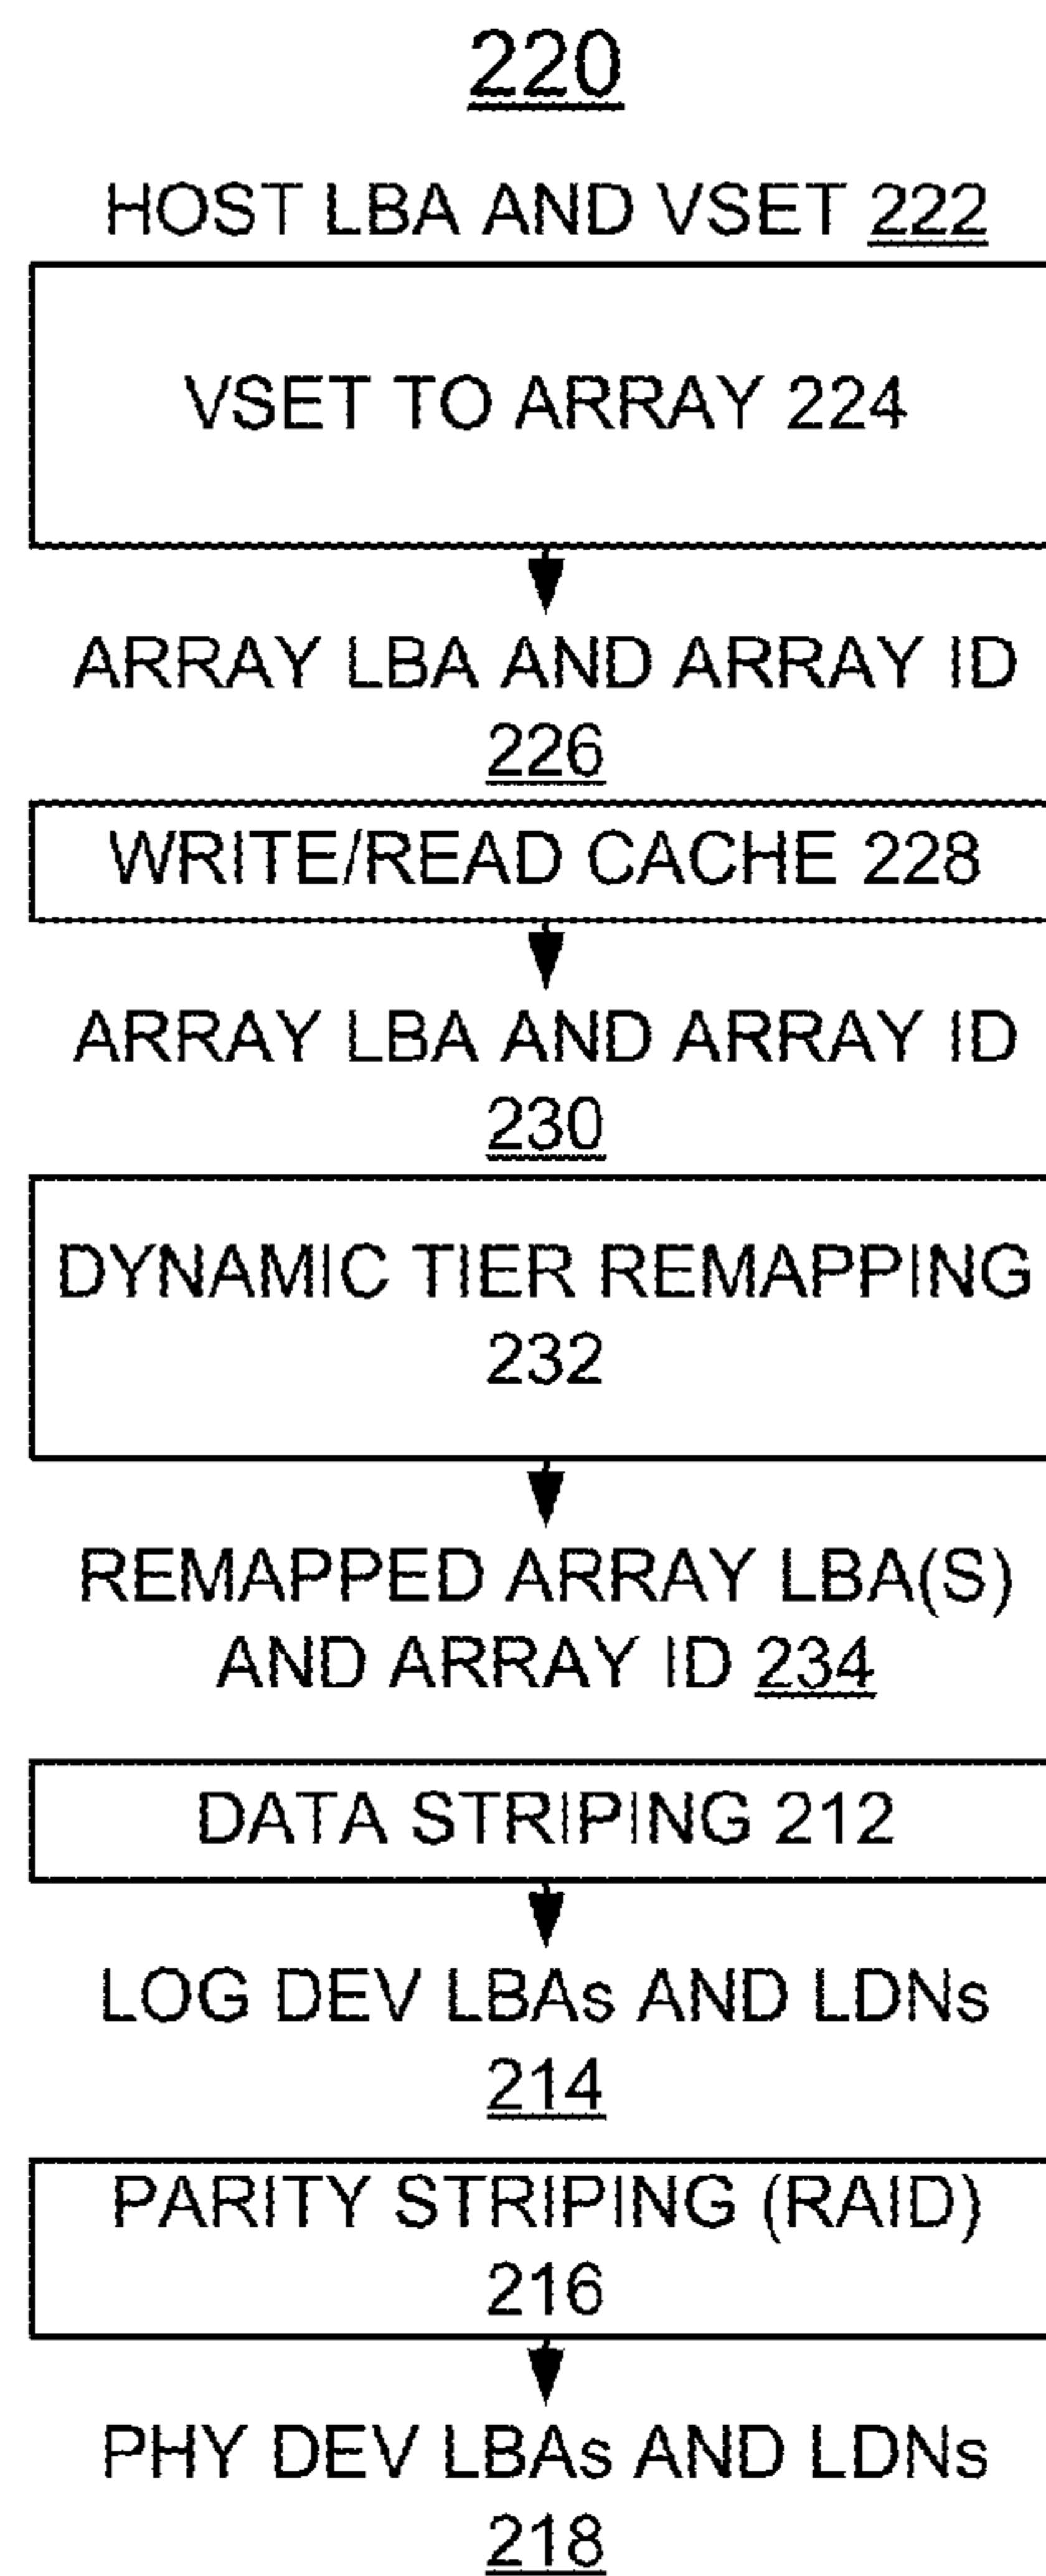 220
HOST LBA AND VSET 222
VSET TO ARRAY 224
ARRAY LBA AND ARRAY ID
226
WRITE/READ CACHE 228
ARRAY LBA AND ARRAY ID
230
DYNAMIC TIER REMAPPING
232
REMAPPED ARRAY LBA(S)
AND ARRAY ID 234
DATA STRIPING 212
LOG DEV LBAs AND LDNs
214
PARITY STRIPING (RAID)
216
PHY DEV LBAs AND LDNs
218